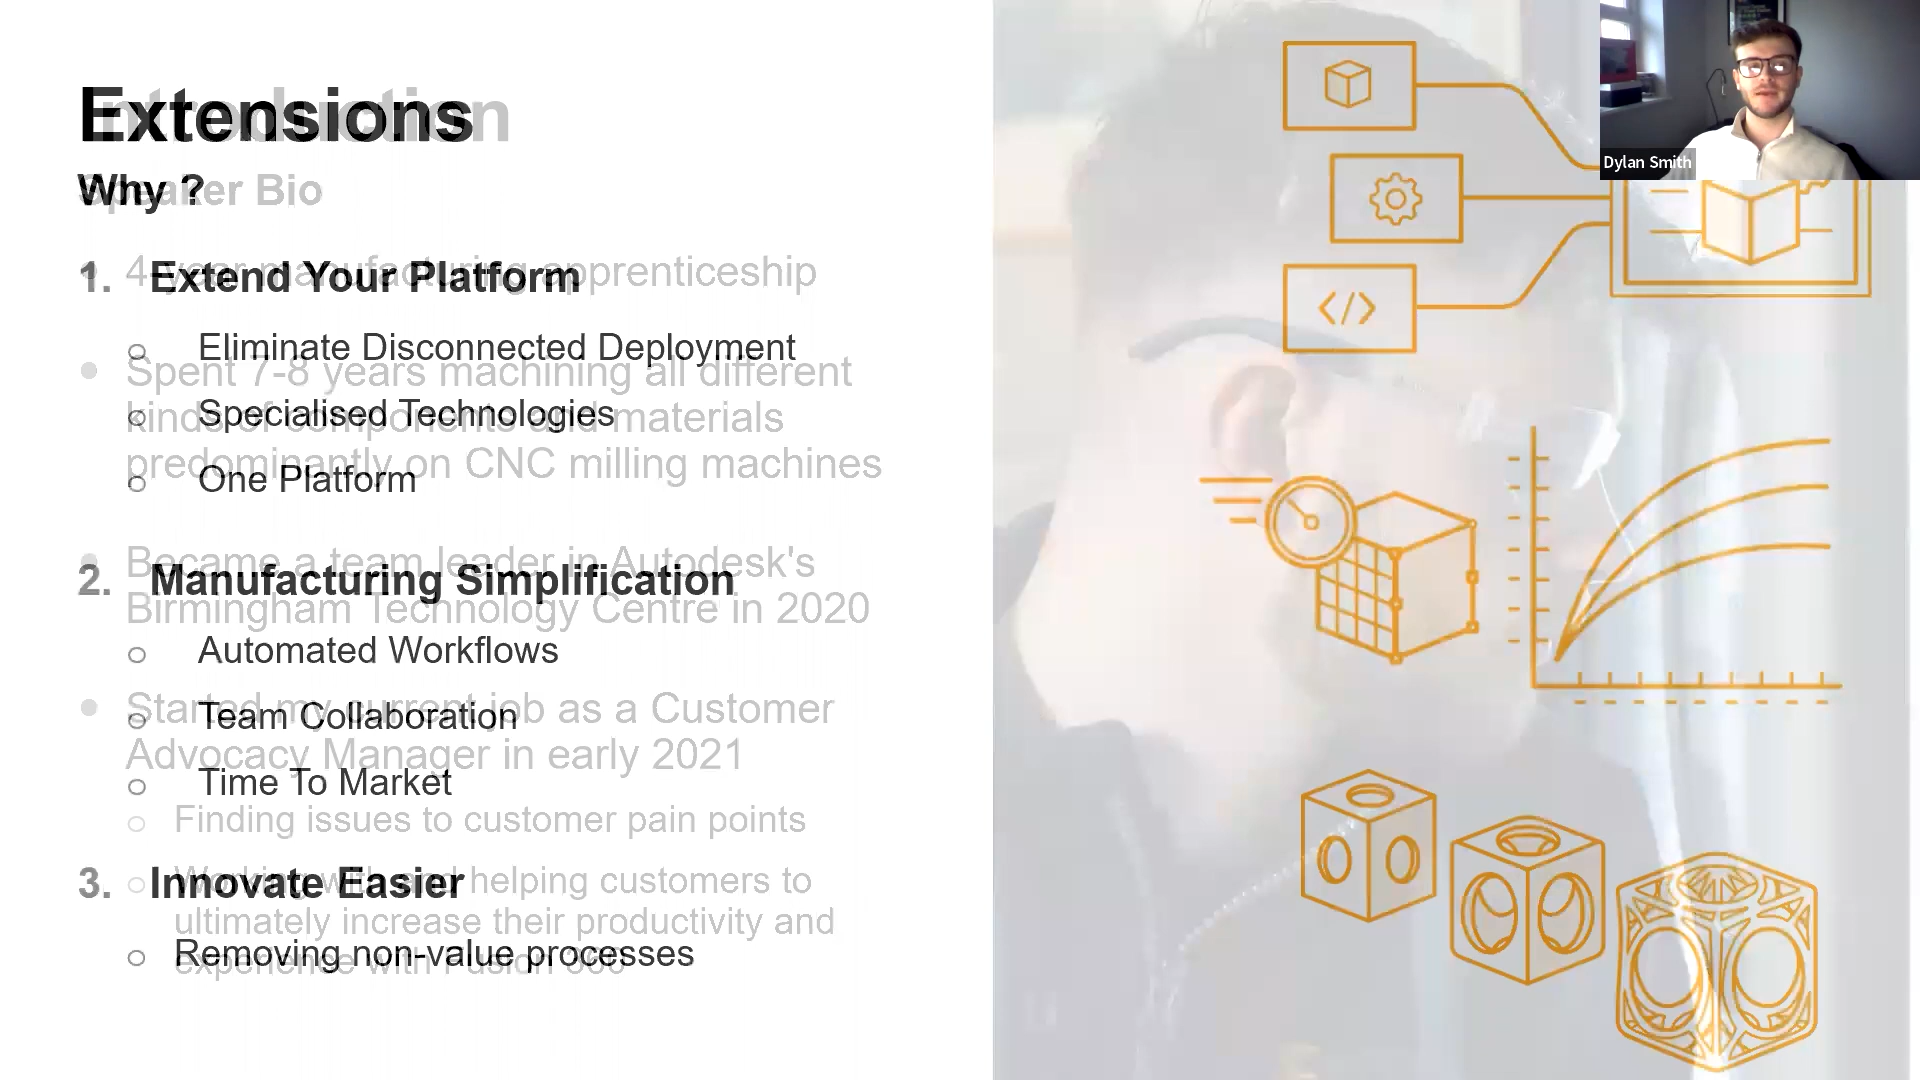 Extensions
Why ?
1. Extend Your Platform
Eliminate Disconnected Deployment
Specialised Technologies
One Platform
2. Manufacturing Simplification
Automated Workflows
Team Collaboration
Time To Market
3. Innovate Easier
Removing non-value processes
Introduction
Speaker Bio
4-year manufacturing apprenticeship
Spent 7-8 years machining all different
kinds of components and materials
predominantly on CNC milling machines
Became a team leader in Autodesk's
Birmingham Technology Centre in 2020
Started my current job as a Customer
Advocacy Manager in early 2021
Finding issues to customer pain points
Working with and helping customers to
ultimately increase their productivity and
experience with Fusion 360
</>
Dylan Smith